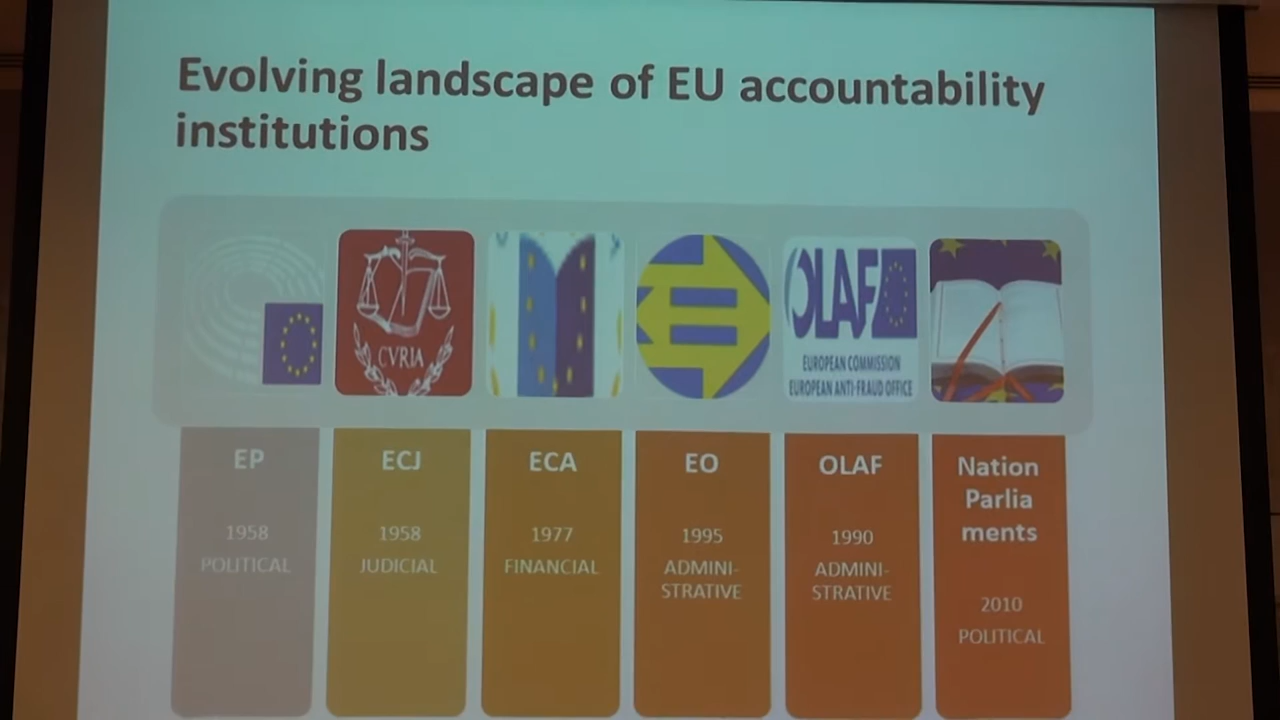 Evolving landscape of EU accountability
institutions
CVRIA
OLAF
EUROPEAN COMMISSION
EUROPEAN ANTI-FRAUD OFFICE
EP
1958
POLITICAL
ECJ
1958
JUDICIAL
ECA
1977
FINANCIAL
EO
1995
ADMINI-
STRATIVE
OLAF
1990
ADMINI-
STRATIVE
Nation
Parlia
ments
2010
POLITICAL